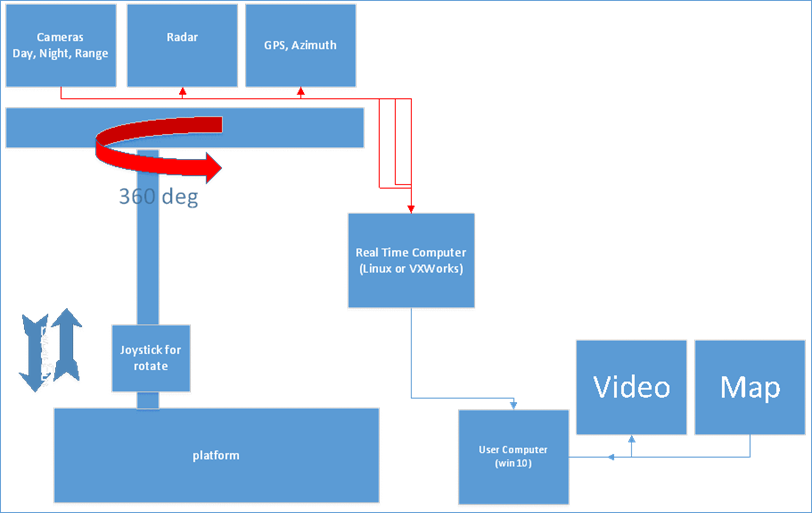 Cameras
Day, Night, Range
Radar
GPS, Azimuth
360 deg
Real Time Computer
(Linux or VXWorks)
Joystick for
rotate
Video
Map
platform
User Computer
(win10)